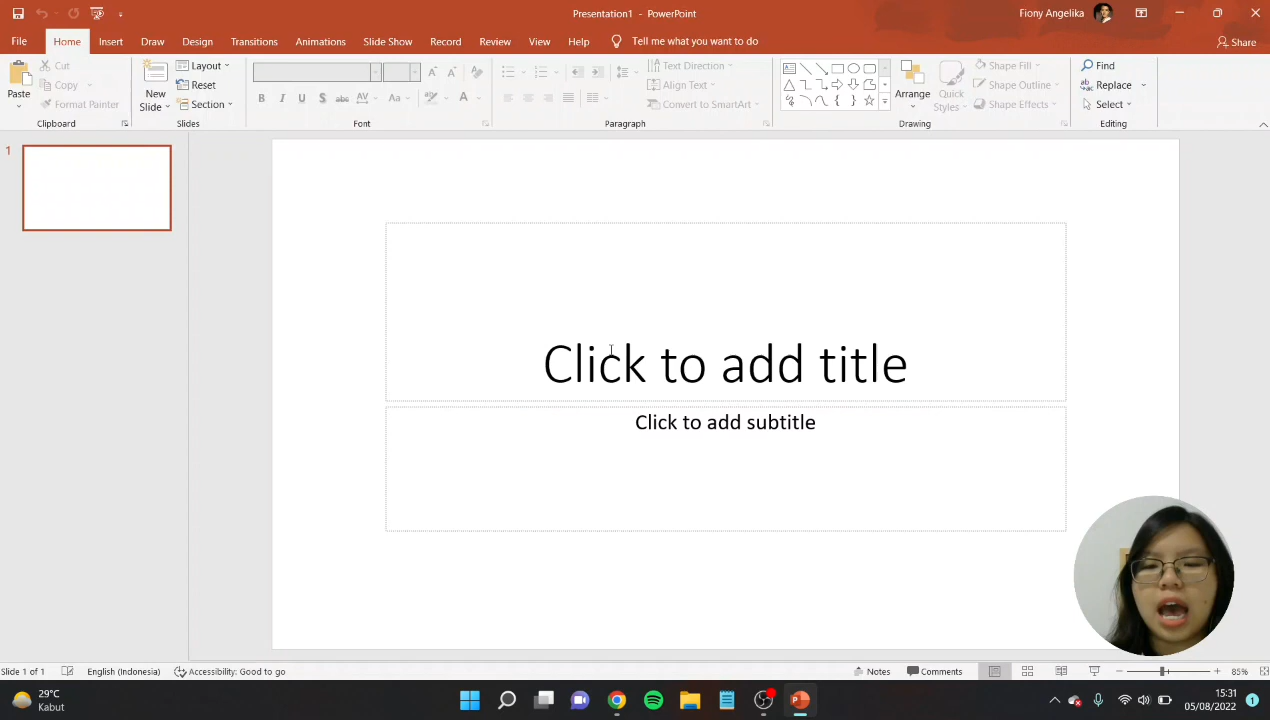 Presentation1 - PowerPoint
Fiony Angelika
File Home Insert Draw Design Transitions Animations Slide Show Record Review View Help Tell me what you want to do
Share
Paste
Cut
Copy
Format Painter
Clipboard
New
Slide
Layout
Reset
Section
Slides
B I U S abc AV Aa A
Font
Text Direction
Align Text
Convert to SmartArt
Paragraph
Arrange
Quick
Styles
Shape Fill
Shape Outline
Shape Effects
Drawing
Find
Replace
Select
Editing
1
Click to add title
Click to add subtitle
Slide 1 of 1 English (Indonesia) Accessibility: Good to go Notes Comments 85%
29°C
Kabut
15:31
05/08/2022
1